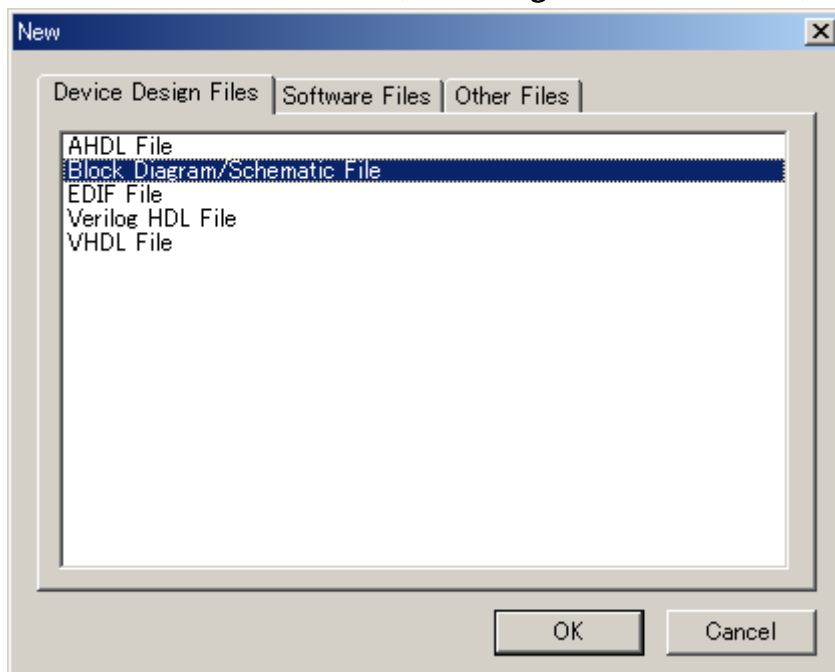 New
Device Design Files Software Files Other Files
AHDL File
Block Diagram/Schematic File
EDIF File
Verilog HDL File
VHDL File
OK Cancel